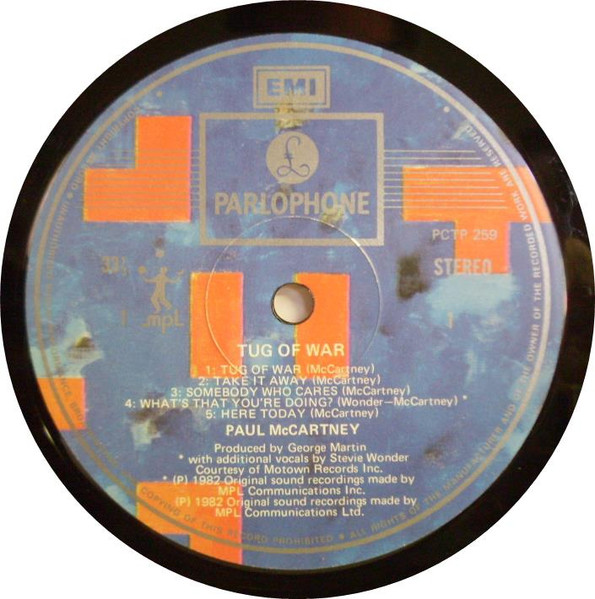 EMI
£
PARLOPHONE
PCTP 259
33⅓
STEREO
1
mpL
1
TUG OF WAR
1: TUG OF WAR (McCartney)
2: TAKE IT AWAY (McCartney)
3: SOMEBODY WHO CARES (McCartney)
4: WHAT'S THAT YOU'RE DOING? (Wonder—McCartney) *
5: HERE TODAY (McCartney)
PAUL McCARTNEY
Produced by George Martin
* with additional vocals by Stevie Wonder
Courtesy of Motown Records Inc.
* (P) 1982 Original sound recordings made by
MPL Communications Inc.
(P) 1982 Original sound recordings made by
MPL Communications Ltd.
ALL RIGHTS OF THE MANUFACTURER AND OF THE OWNER OF THE RECORDED WORK ARE RESERVED
COPYING OF THIS RECORD PROHIBITED